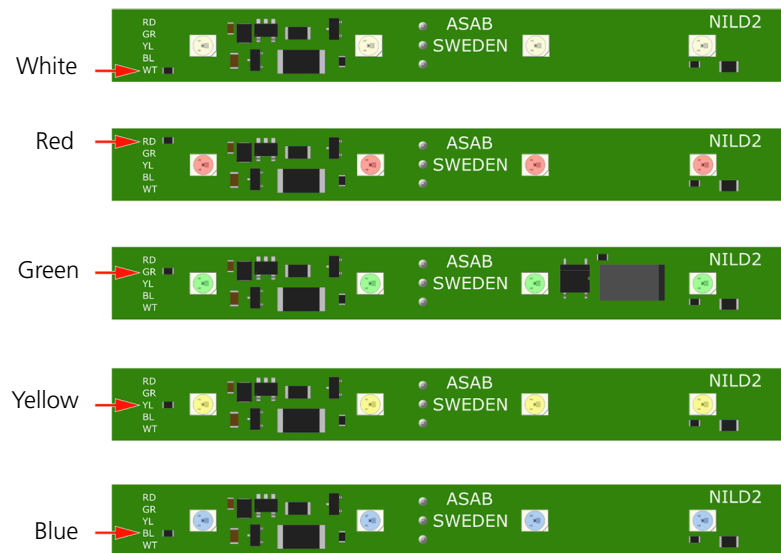 White
RD
GR
YL
BL
WT
ASAB
SWEDEN
NILD2
Red
RD
GR
YL
BL
WT
ASAB
SWEDEN
NILD2
Green
RD
GR
YL
BL
WT
ASAB
SWEDEN
NILD2
Yellow
RD
GR
YL
BL
WT
ASAB
SWEDEN
NILD2
Blue
RD
GR
YL
BL
WT
ASAB
SWEDEN
NILD2